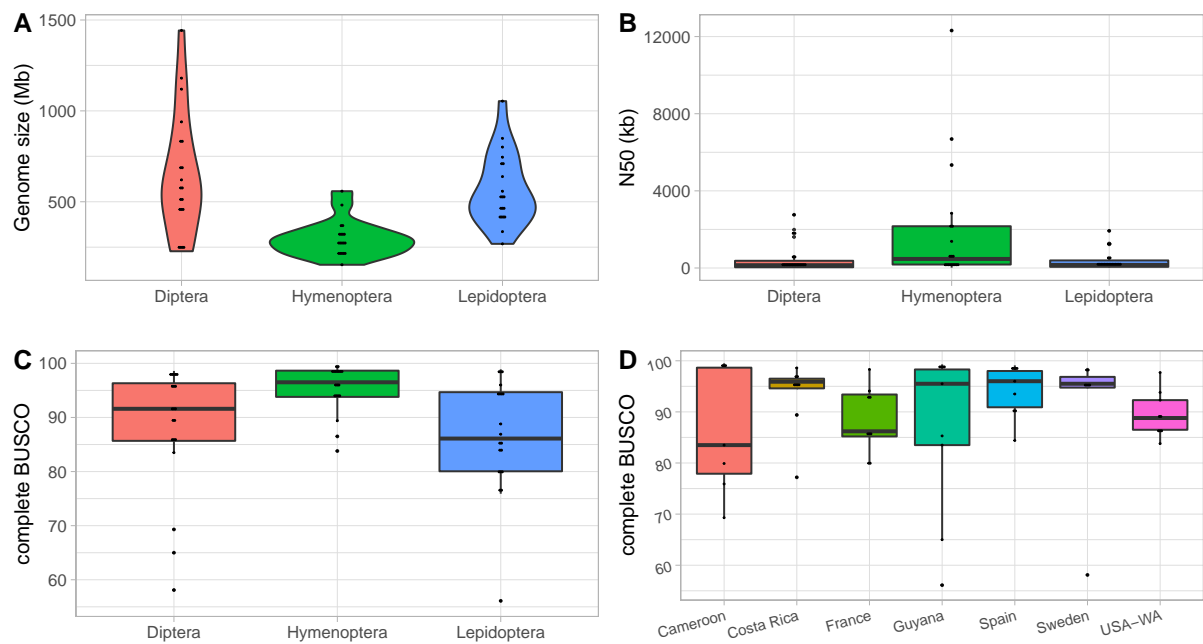 A
Genome size (Mb)
1500
1000
500
Diptera
Hymenoptera
Lepidoptera
B
N50 (kb)
12000
8000
4000
0
Diptera
Hymenoptera
Lepidoptera
C
complete BUSCO
100
90
80
70
60
Diptera
Hymenoptera
Lepidoptera
D
complete BUSCO
100
90
80
70
60
Cameroon
Costa Rica
France
Guyana
Spain
Sweden
USA−WA